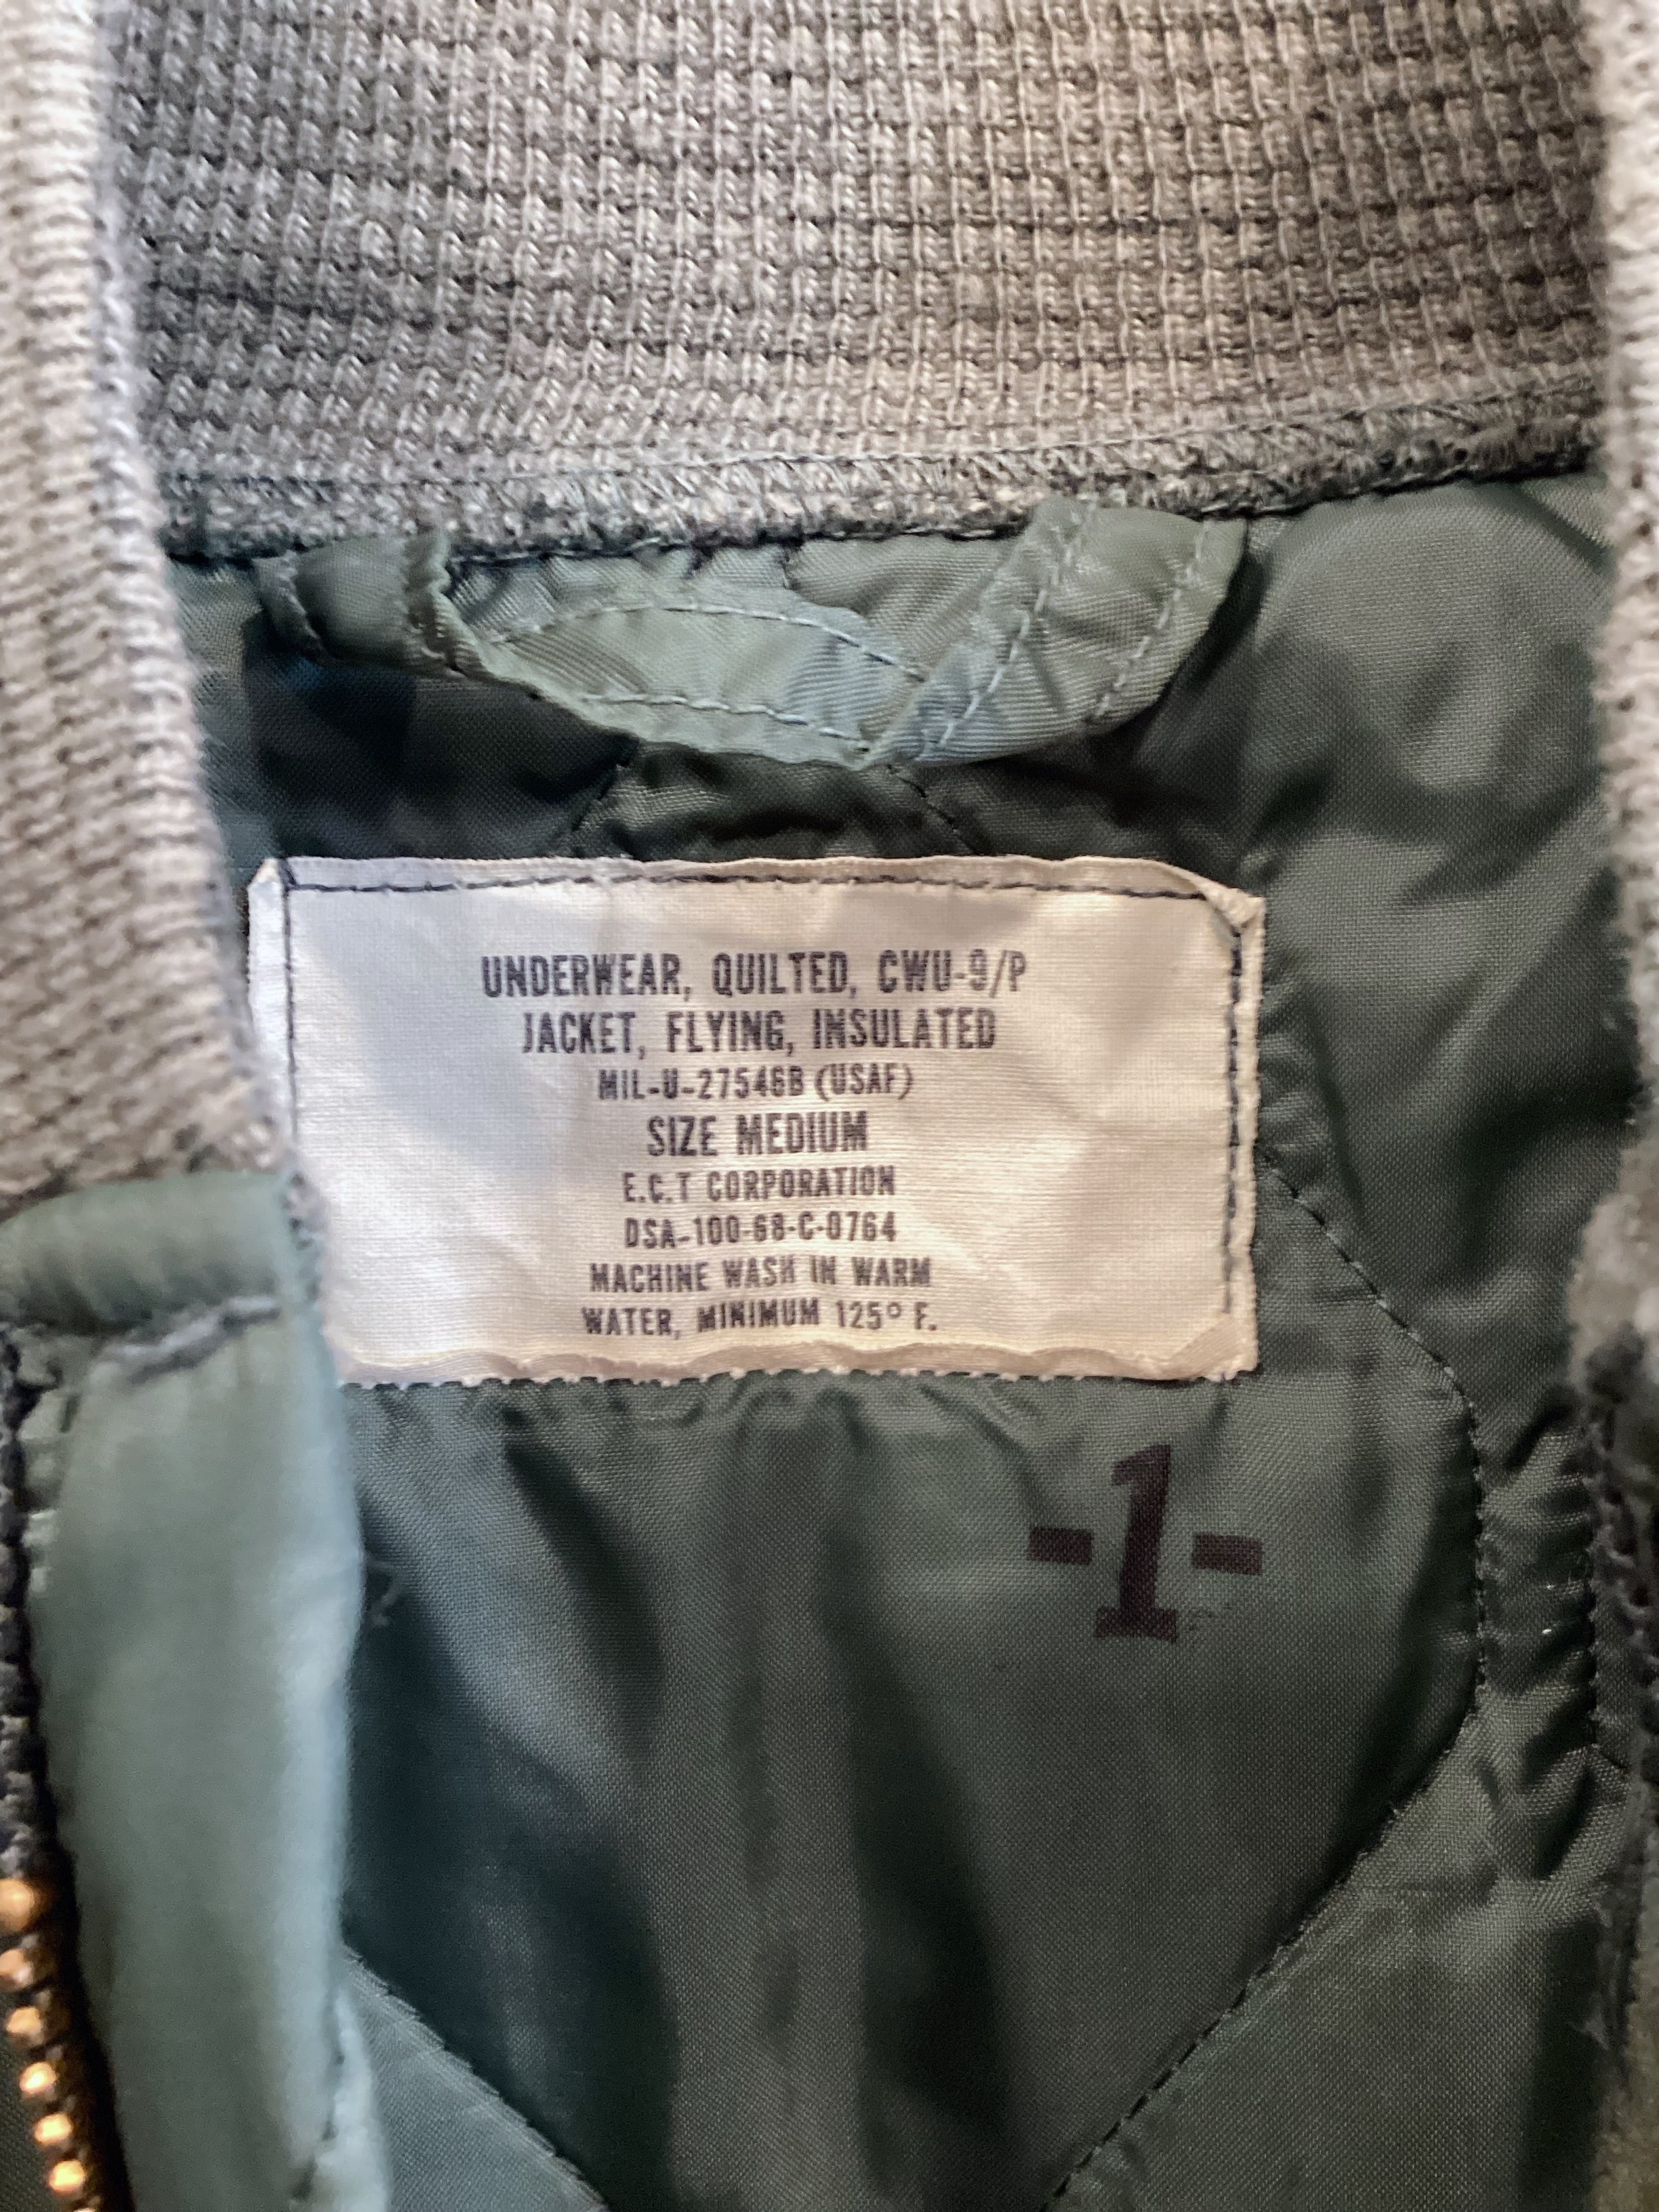 UNDERWEAR, QUILTED, CWU-9/P
JACKET, FLYING, INSULATED
MIL-U-27546B (USAF)
SIZE MEDIUM
E.C.T CORPORATION
DSA-100-68-C-0764
MACHINE WASH IN WARM
WATER, MINIMUM 125° F.
-1-